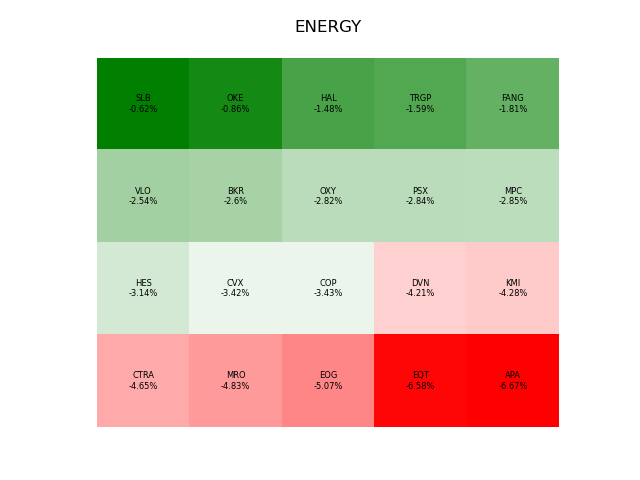 ENERGY
SLB
-0.62%
OKE
-0.86%
HAL
-1.48%
TRGP
-1.59%
FANG
-1.81%
VLO
-2.54%
BKR
-2.6%
OXY
-2.82%
PSX
-2.84%
MPC
-2.85%
HES
-3.14%
CVX
-3.42%
COP
-3.43%
DVN
-4.21%
KMI
-4.28%
CTRA
-4.65%
MRO
-4.83%
EOG
-5.07%
EQT
-6.58%
APA
-6.67%